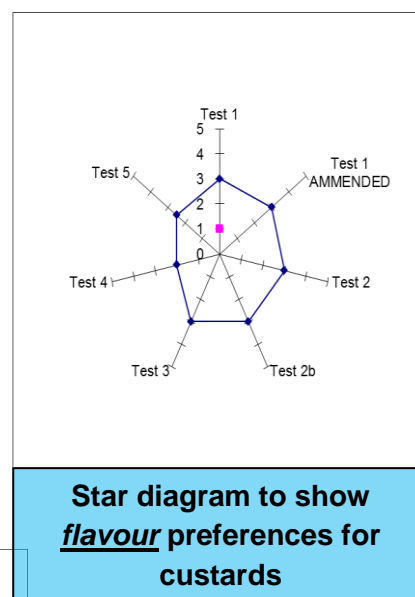 Test 1
5
4
3
2
1
0
Test 1
AMMENDED
Test 2
Test 2b
Test 3
Test 4
Test 5
Star diagram to show
flavour preferences for
custards